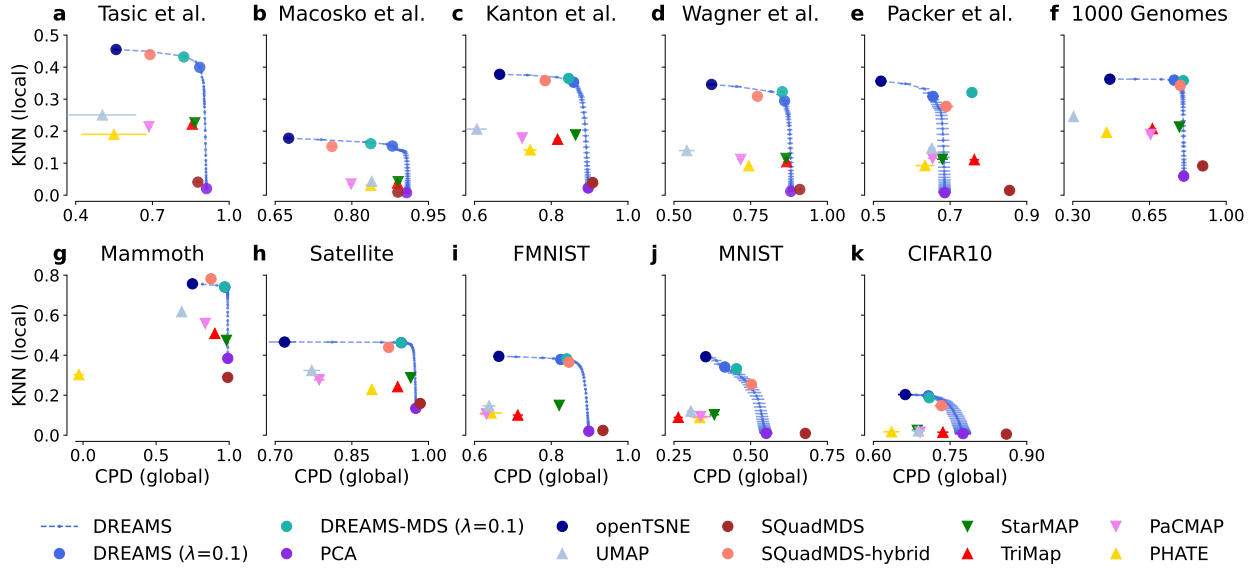 a Tasic et al. b Macosko et al. c Kanton et al. d Wagner et al. e Packer et al. f 1000 Genomes
KNN (local)
0.5
0.4
0.3
0.2
0.1
0.0
0.4 0.7 1.0 0.65 0.80 0.95 0.6 0.8 1.0 0.50 0.75 1.00 0.5 0.7 0.9 0.30 0.65 1.00
g Mammoth h Satellite i FMNIST j MNIST k CIFAR10
KNN (local)
0.8
0.6
0.4
0.2
0.0
0.0 0.5 1.0 0.70 0.85 1.00 0.6 0.8 1.0 0.25 0.50 0.75 0.60 0.75 0.90
CPD (global) CPD (global) CPD (global) CPD (global) CPD (global)
DREAMS DREAMS-MDS (λ=0.1) openTSNE SQuadMDS StarMAP PaCMAP
DREAMS (λ=0.1) PCA UMAP SQuadMDS-hybrid TriMap PHATE